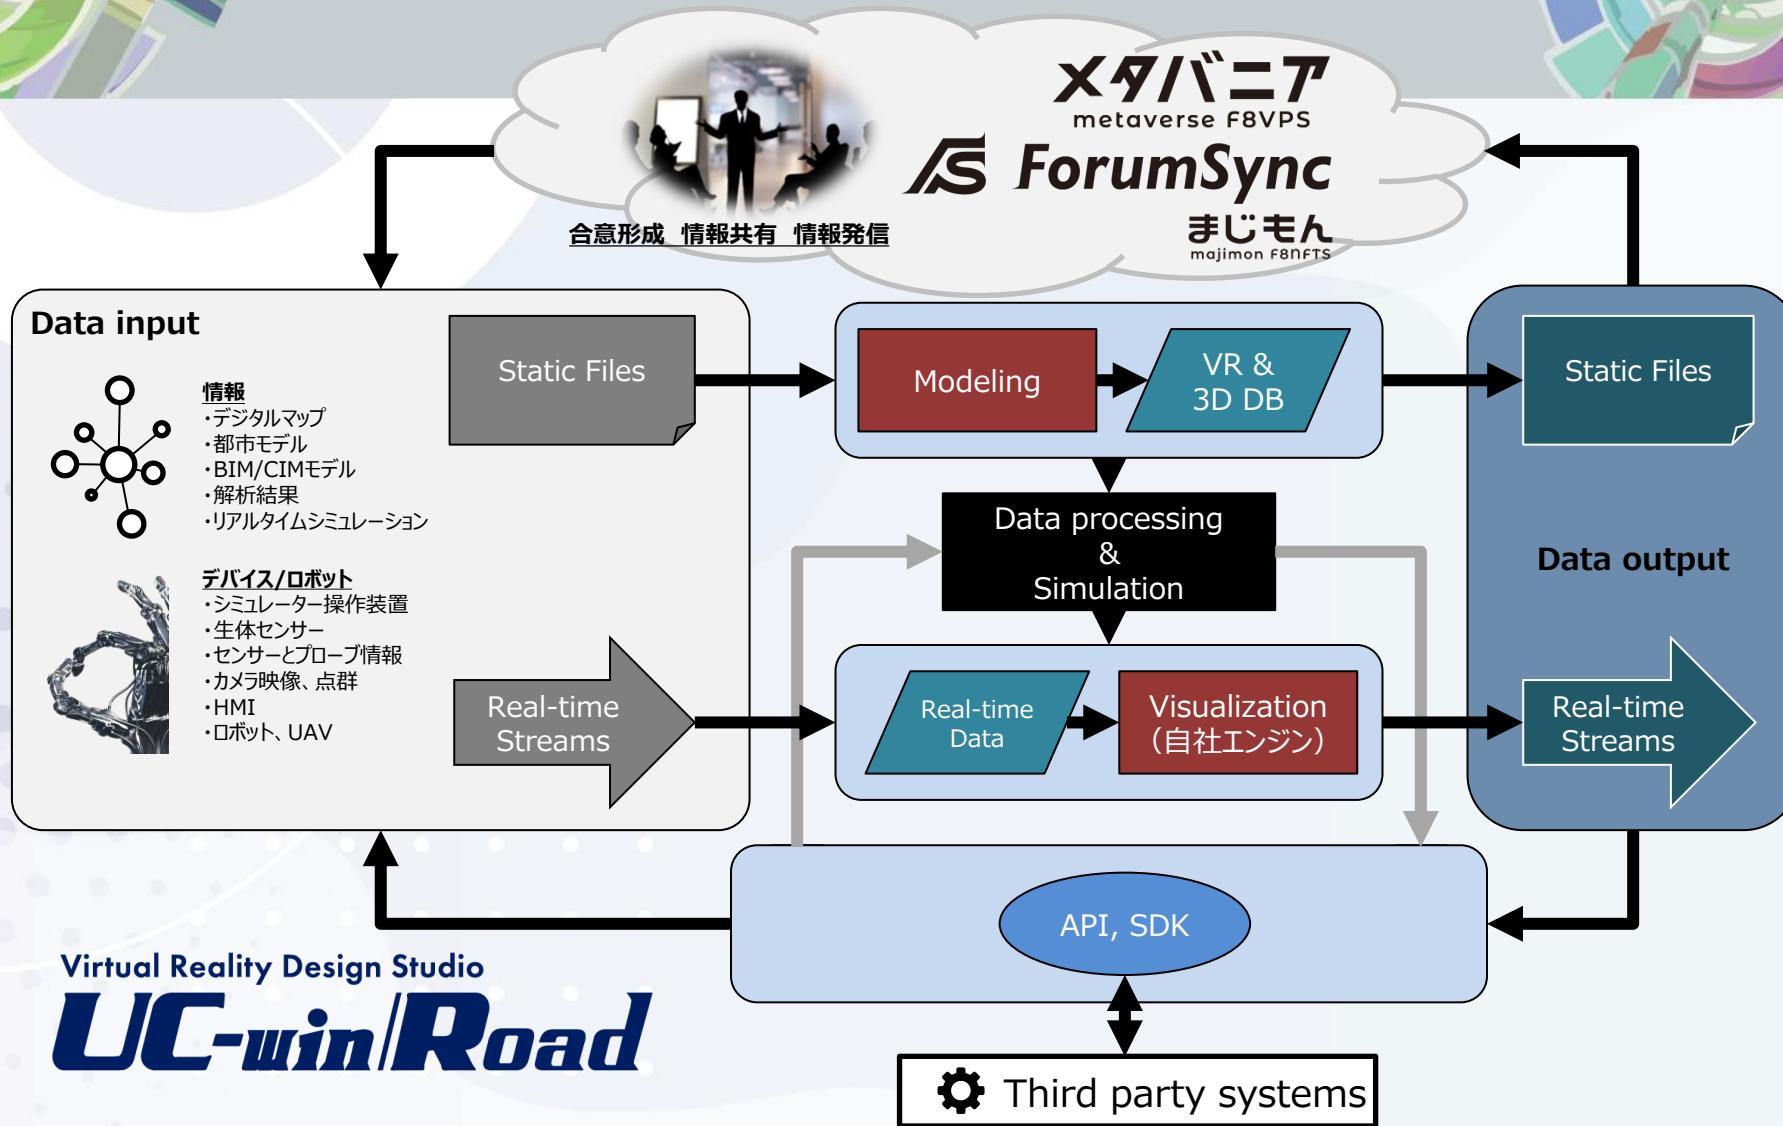 メタバニア
metaverse F8VPS
ForumSync
まじもん
majimon F8NFTS
合意形成 情報共有 情報発信
Data input
情報
・デジタルマップ
・都市モデル
・BIM/CIMモデル
・解析結果
・リアルタイムシミュレーション
デバイス/ロボット
・シミュレーター操作装置
・生体センサー
・センサーとプローブ情報
・カメラ映像、点群
・HMI
・ロボット、UAV
Static Files
Real-time
Streams
Modeling
VR &
3D DB
Data processing
&
Simulation
Real-time
Data
Visualization
（自社エンジン）
Static Files
Data output
Real-time
Streams
API, SDK
Third party systems
Virtual Reality Design Studio
UC-win/Road